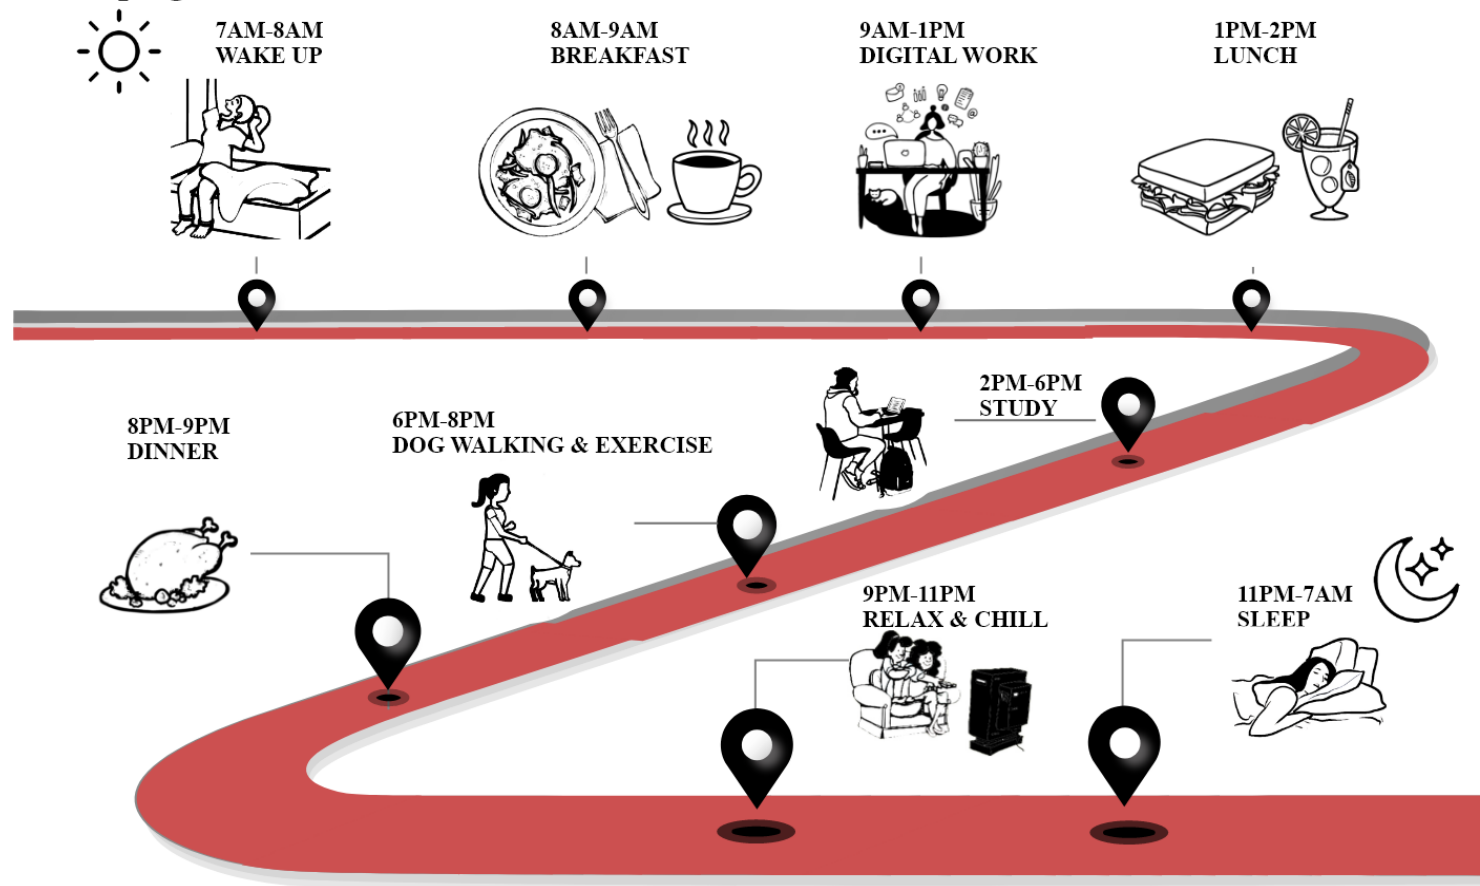 7AM-8AM
WAKE UP
8AM-9AM
BREAKFAST
9AM-1PM
DIGITAL WORK
1PM-2PM
LUNCH
2PM-6PM
STUDY
6PM-8PM
DOG WALKING & EXERCISE
8PM-9PM
DINNER
9PM-11PM
RELAX & CHILL
11PM-7AM
SLEEP